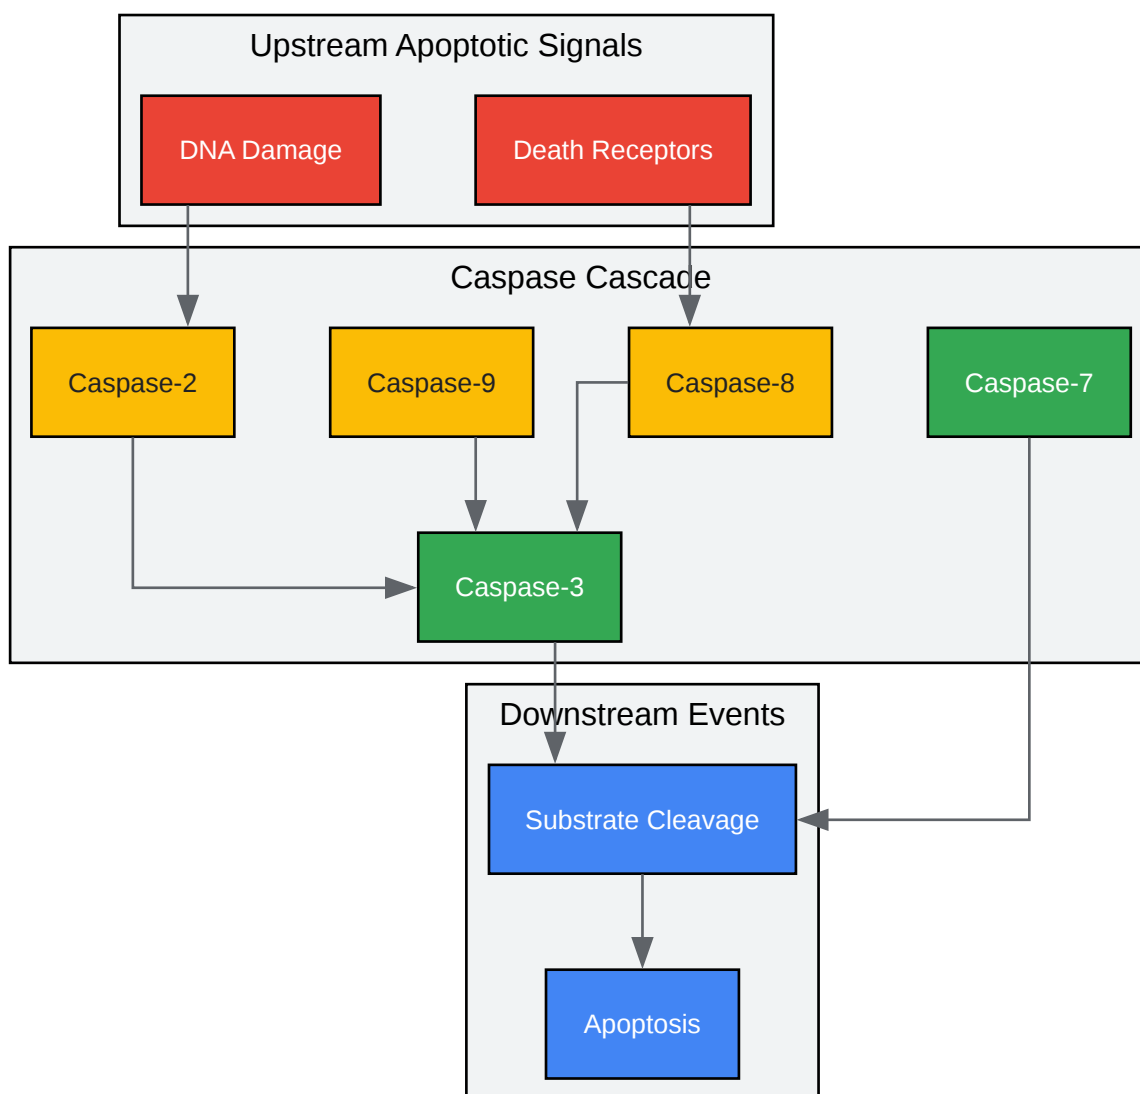 Upstream Apoptotic Signals
DNA Damage
Death Receptors
Caspase Cascade
Caspase-2
Caspase-9
Caspase-8
Caspase-7
Caspase-3
Downstream Events
Substrate Cleavage
Apoptosis